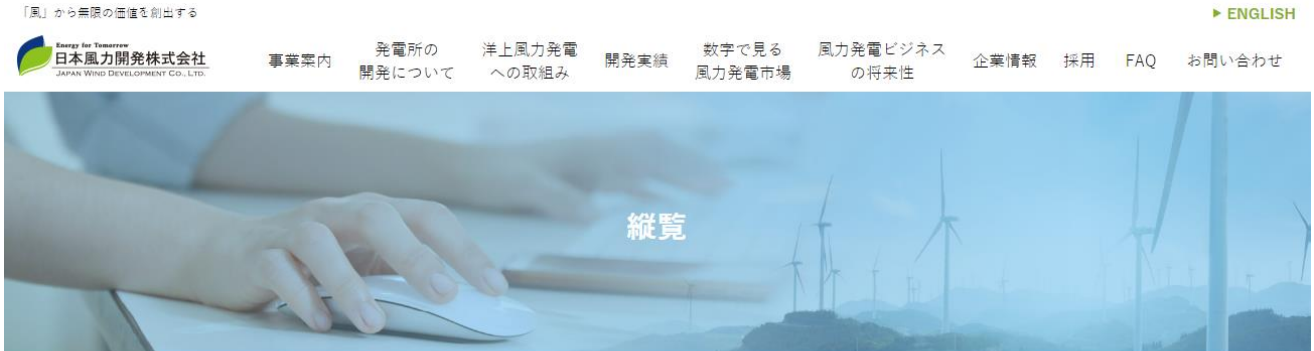 「風」から無限の価値を創出する
ENGLISH
Energy for Tomorrow
日本風力開発株式会社
JAPAN WIND DEVELOPMENT CO., LTD.
事業案内
発電所の
開発について
洋上風力発電
への取組み
開発実績
数字で見る
風力発電市場
風力発電ビジネス
の将来性
企業情報
採用
FAQ
お問い合わせ
縦覧